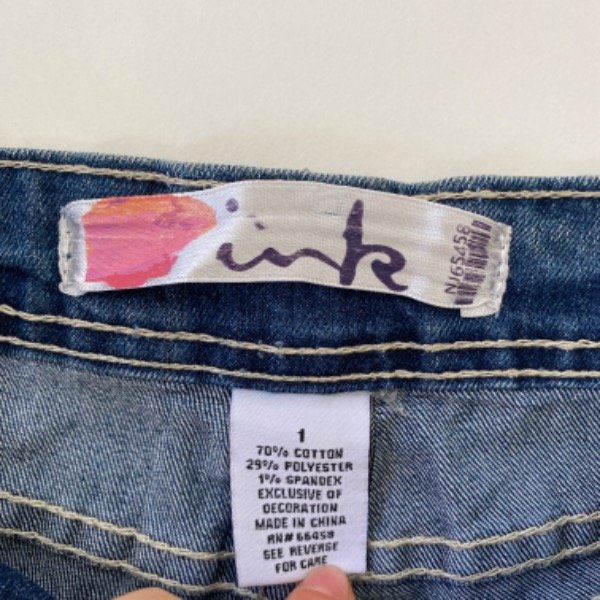 ink
NI65458
1
70% COTTON
29% POLYESTER
1% SPANDEX
EXCLUSIVE OF
DECORATION
MADE IN CHINA
RN# 66458
SEE REVERSE
FOR CARE